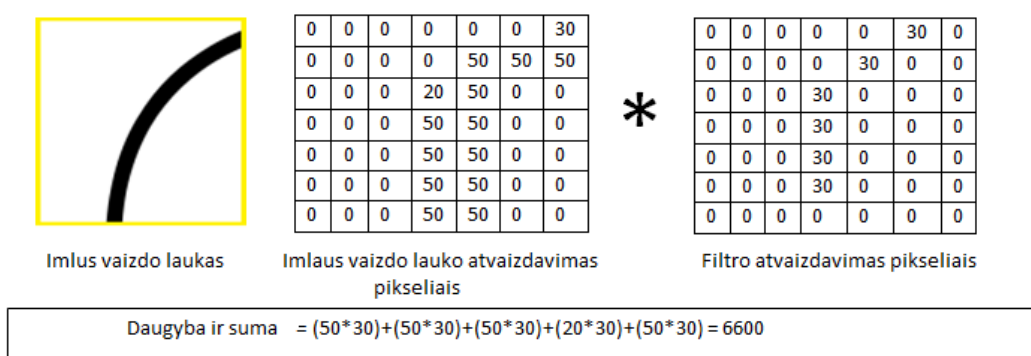 0 0 0 0 0 0 30
0 0 0 0 50 50 50
0 0 0 20 50 0 0
0 0 0 50 50 0 0
0 0 0 50 50 0 0
0 0 0 50 50 0 0
0 0 0 50 50 0 0
*
0 0 0 0 0 30 0
0 0 0 0 30 0 0
0 0 0 30 0 0 0
0 0 0 30 0 0 0
0 0 0 30 0 0 0
0 0 0 30 0 0 0
0 0 0 0 0 0 0
Imlus vaizdo laukas
Imlaus vaizdo lauko atvaizdavimas
pikseliais
Filtro atvaizdavimas pikseliais
Daugyba ir suma = (50*30)+(50*30)+(50*30)+(20*30)+(50*30) = 6600